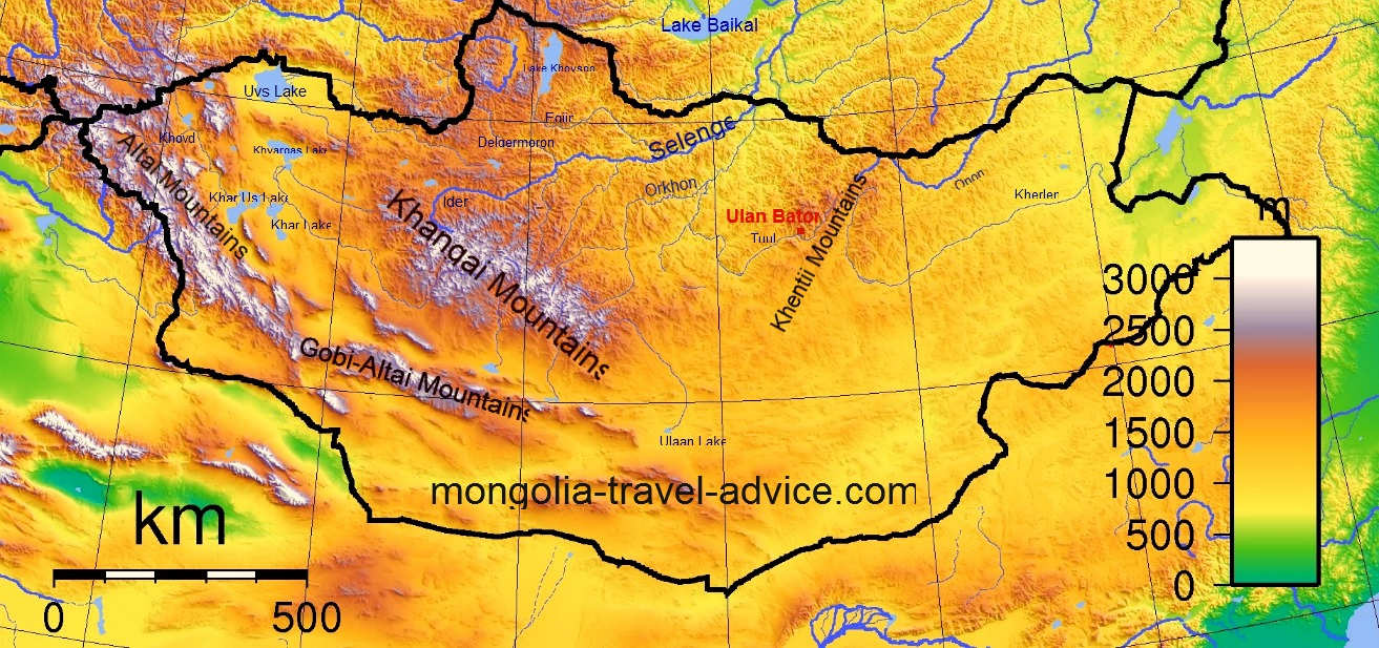 Lake Baikal
Lake Khovsgol
Uvs Lake
Egiir
Selenge
Khovd
Delgermoron
Khyargas Lake
Altai Mountains
Orkhon
Onon
Khar Us Lake
Ider
Kherlen
Khangai Mountains
Ulan Bator
m
Khar Lake
Tuul
Khentii Mountains
3000
2500
Gobi-Altai Mountains
2000
1500
Ulaan Lake
mongolia-travel-advice.com
1000
km
500
0
0 500